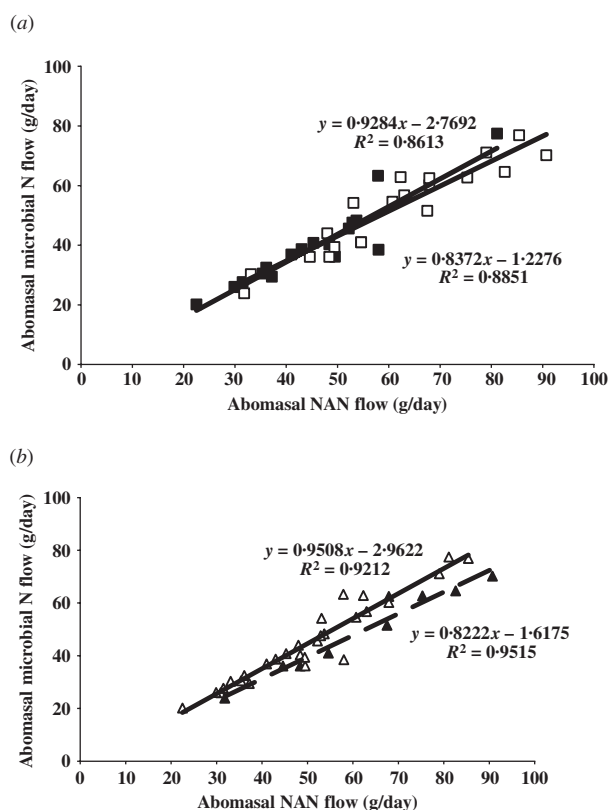 (a)
100
80
60
40
20
0
Abomasal microbial N flow (g/day)
y = 0·9284x − 2·7692
R² = 0·8613
y = 0·8372x − 1·2276
R² = 0·8851
0 10 20 30 40 50 60 70 80 90 100
Abomasal NAN flow (g/day)
(b)
100
80
60
40
20
0
Abomasal microbial N flow (g/day)
y = 0·9508x − 2·9622
R² = 0·9212
y = 0·8222x − 1·6175
R² = 0·9515
0 10 20 30 40 50 60 70 80 90 100
Abomasal NAN flow (g/day)